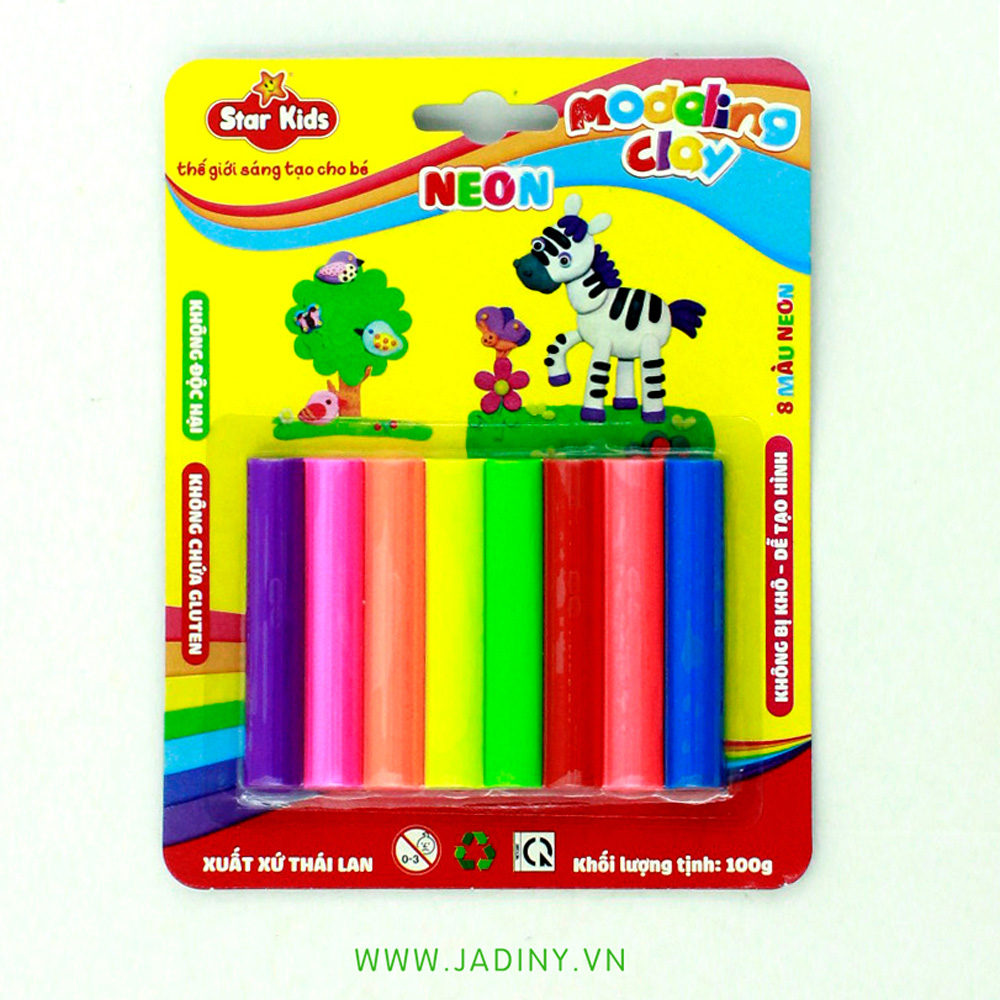 Star Kids
thế giới sáng tạo cho bé
Modeling
Clay
NEON
KHÔNG ĐỘC HẠI
KHÔNG CHỨA GLUTEN
8 MÀU NEON
KHÔNG BỊ KHÔ - DỄ TẠO HÌNH
XUẤT XỨ THÁI LAN
0-3
Khối lượng tịnh: 100g
WWW.JADINY.VN